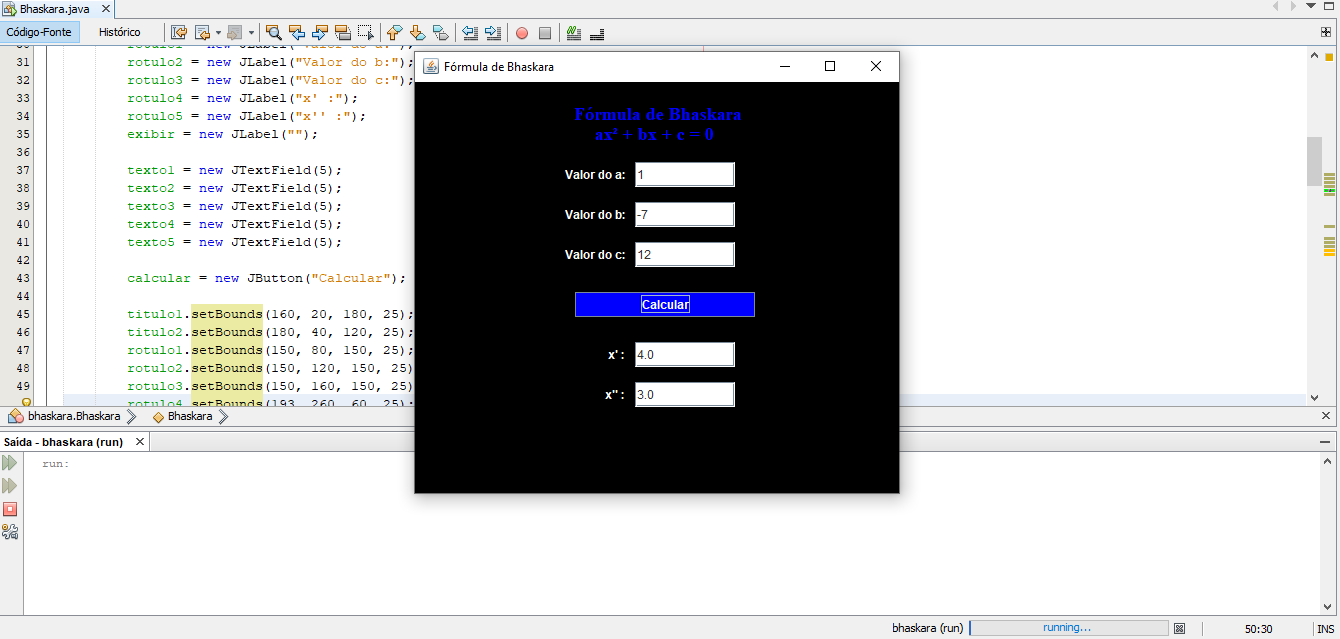 Bhaskara.java
Código-Fonte
Histórico
31 rotulo2 = new JLabel("Valor do b:");
32 rotulo3 = new JLabel("Valor do c:");
33 rotulo4 = new JLabel("x' :");
34 rotulo5 = new JLabel("x'' :");
35 exibir = new JLabel("");
36
37 texto1 = new JTextField(5);
38 texto2 = new JTextField(5);
39 texto3 = new JTextField(5);
40 texto4 = new JTextField(5);
41 texto5 = new JTextField(5);
42
43 calcular = new JButton("Calcular");
44
45 titulo1.setBounds(160, 20, 180, 25);
46 titulo2.setBounds(180, 40, 120, 25);
47 rotulo1.setBounds(150, 80, 150, 25);
48 rotulo2.setBounds(150, 120, 150, 25)
49 rotulo3.setBounds(150, 160, 150, 25)
rotulo4.setBounds(193, 260, 60, 25)
bhaskara.Bhaskara
Bhaskara
Fórmula de Bhaskara
Fórmula de Bhaskara
ax² + bx + c = 0
Valor do a: 1
Valor do b: -7
Valor do c: 12
Calcular
x' : 4.0
x'' : 3.0
Saída - bhaskara (run)
run:
bhaskara (run)
running...
50:30
INS